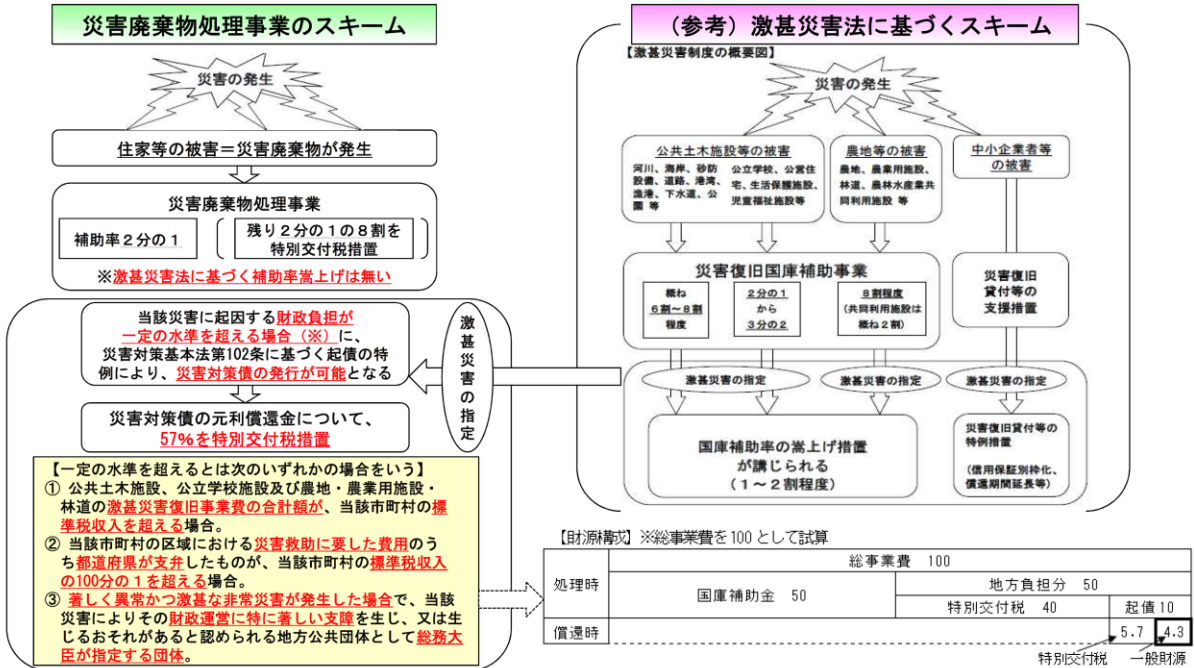 災害廃棄物処理事業のスキーム
災害の発生
住家等の被害＝災害廃棄物が発生
災害廃棄物処理事業
補助率２分の１
残り２分の１の８割を
特別交付税措置
※激甚災害法に基づく補助率嵩上げは無い
当該災害に起因する財政負担が
一定の水準を超える場合（※）に、
災害対策基本法第102条に基づく起債の特
例により、災害対策債の発行が可能となる
災害対策債の元利償還金について、
57%を特別交付税措置
激甚災害の指定
【一定の水準を超えるとは次のいずれかの場合をいう】
① 公共土木施設、公立学校施設及び農地・農業用施設・
林道の激甚災害復旧事業費の合計額が、当該市町村の標
準税収入を超える場合。
② 当該市町村の区域における災害救助に要した費用のう
ち都道府県が支弁したものが、当該市町村の標準税収入
の100分の１を超える場合。
③ 著しく異常かつ激甚な非常災害が発生した場合で、当該
災害によりその財政運営に特に著しい支障を生じ、又は生
じるおそれがあると認められる地方公共団体として総務大
臣が指定する団体。
（参考）激甚災害法に基づくスキーム
【激甚災害制度の概要図】
災害の発生
公共土木施設等の被害
河川、海岸、砂防
設備、道路、港湾、
漁港、下水道、公
園 等
公立学校、公営住
宅、生活保護施設、
児童福祉施設等
農地等の被害
農地、農業用施設、
林道、農林水産業共
同利用施設 等
中小企業者等
の被害
災害復旧国庫補助事業
概ね
６割～８割
程度
２分の１
から
３分の２
８割程度
(共同利用施設は
概ね２割)
災害復旧
貸付等の
支援措置
激甚災害の指定
激甚災害の指定
激甚災害の指定
国庫補助率の嵩上げ措置
が講じられる
（１～２割程度）
災害復旧貸付等の
特例措置
（信用保証別枠化、
償還期間延長等）
【財源構成】※総事業費を100として試算
処理時
総事業費 100
国庫補助金 50
地方負担分 50
特別交付税 40
起債10
償還時
5.7
4.3
特別交付税
一般財源